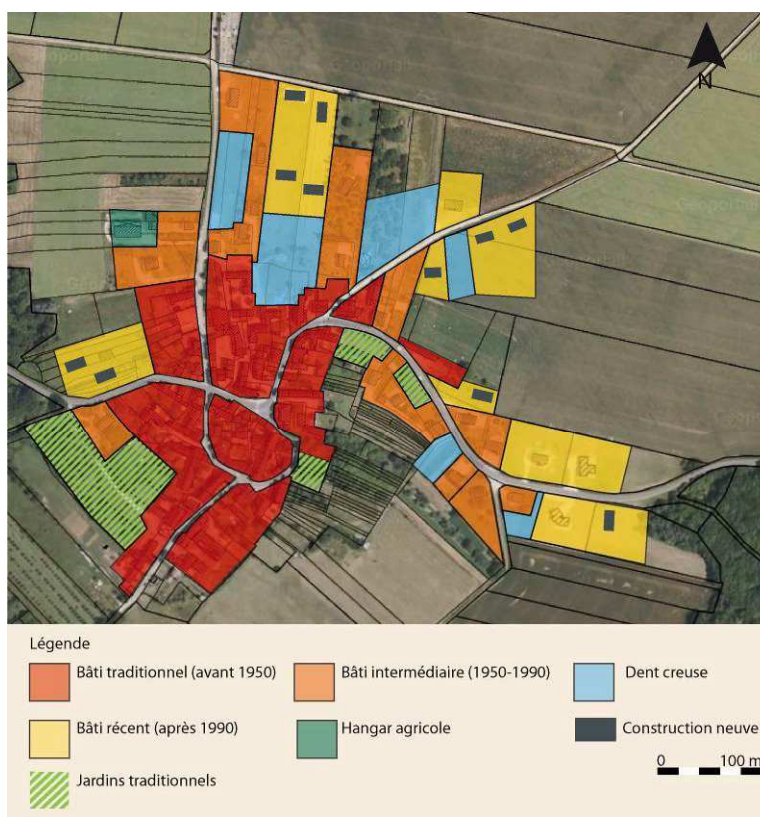 Géoportail
N
Légende
Bâti traditionnel (avant 1950)
Bâti intermédiaire (1950-1990)
Dent creuse
Bâti récent (après 1990)
Hangar agricole
Construction neuve
Jardins traditionnels
0 100 m